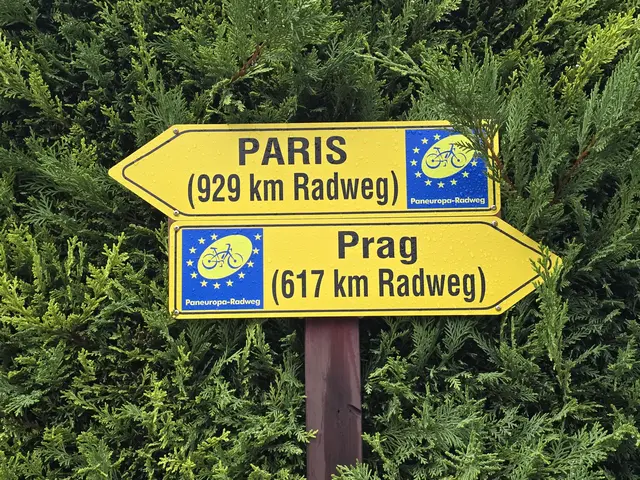 PARIS
(929 km Radweg)
Paneuropa-Radweg
Prag
(617 km Radweg)
Paneuropa-Radweg